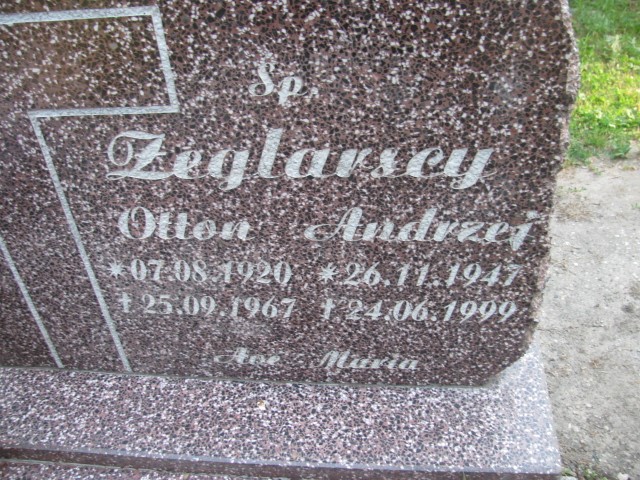 Śp.
Żeglarscy
Otton Andrzej
*07.08.1920 *26.11.1947
†25.09.1967 †24.06.1999
Ave Maria